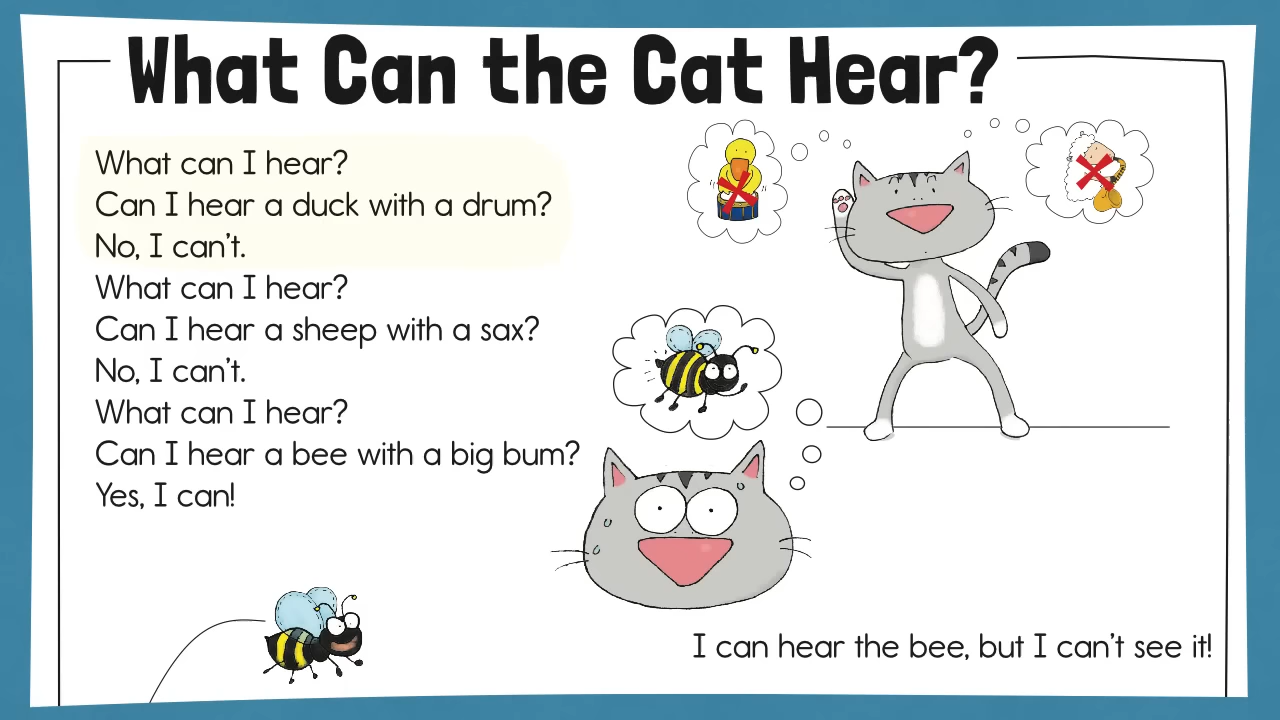 What Can the Cat Hear?
What can I hear?
Can I hear a duck with a drum?
No, I can't.
What can I hear?
Can I hear a sheep with a sax?
No, I can't.
What can I hear?
Can I hear a bee with a big bum?
Yes, I can!
I can hear the bee, but I can't see it!